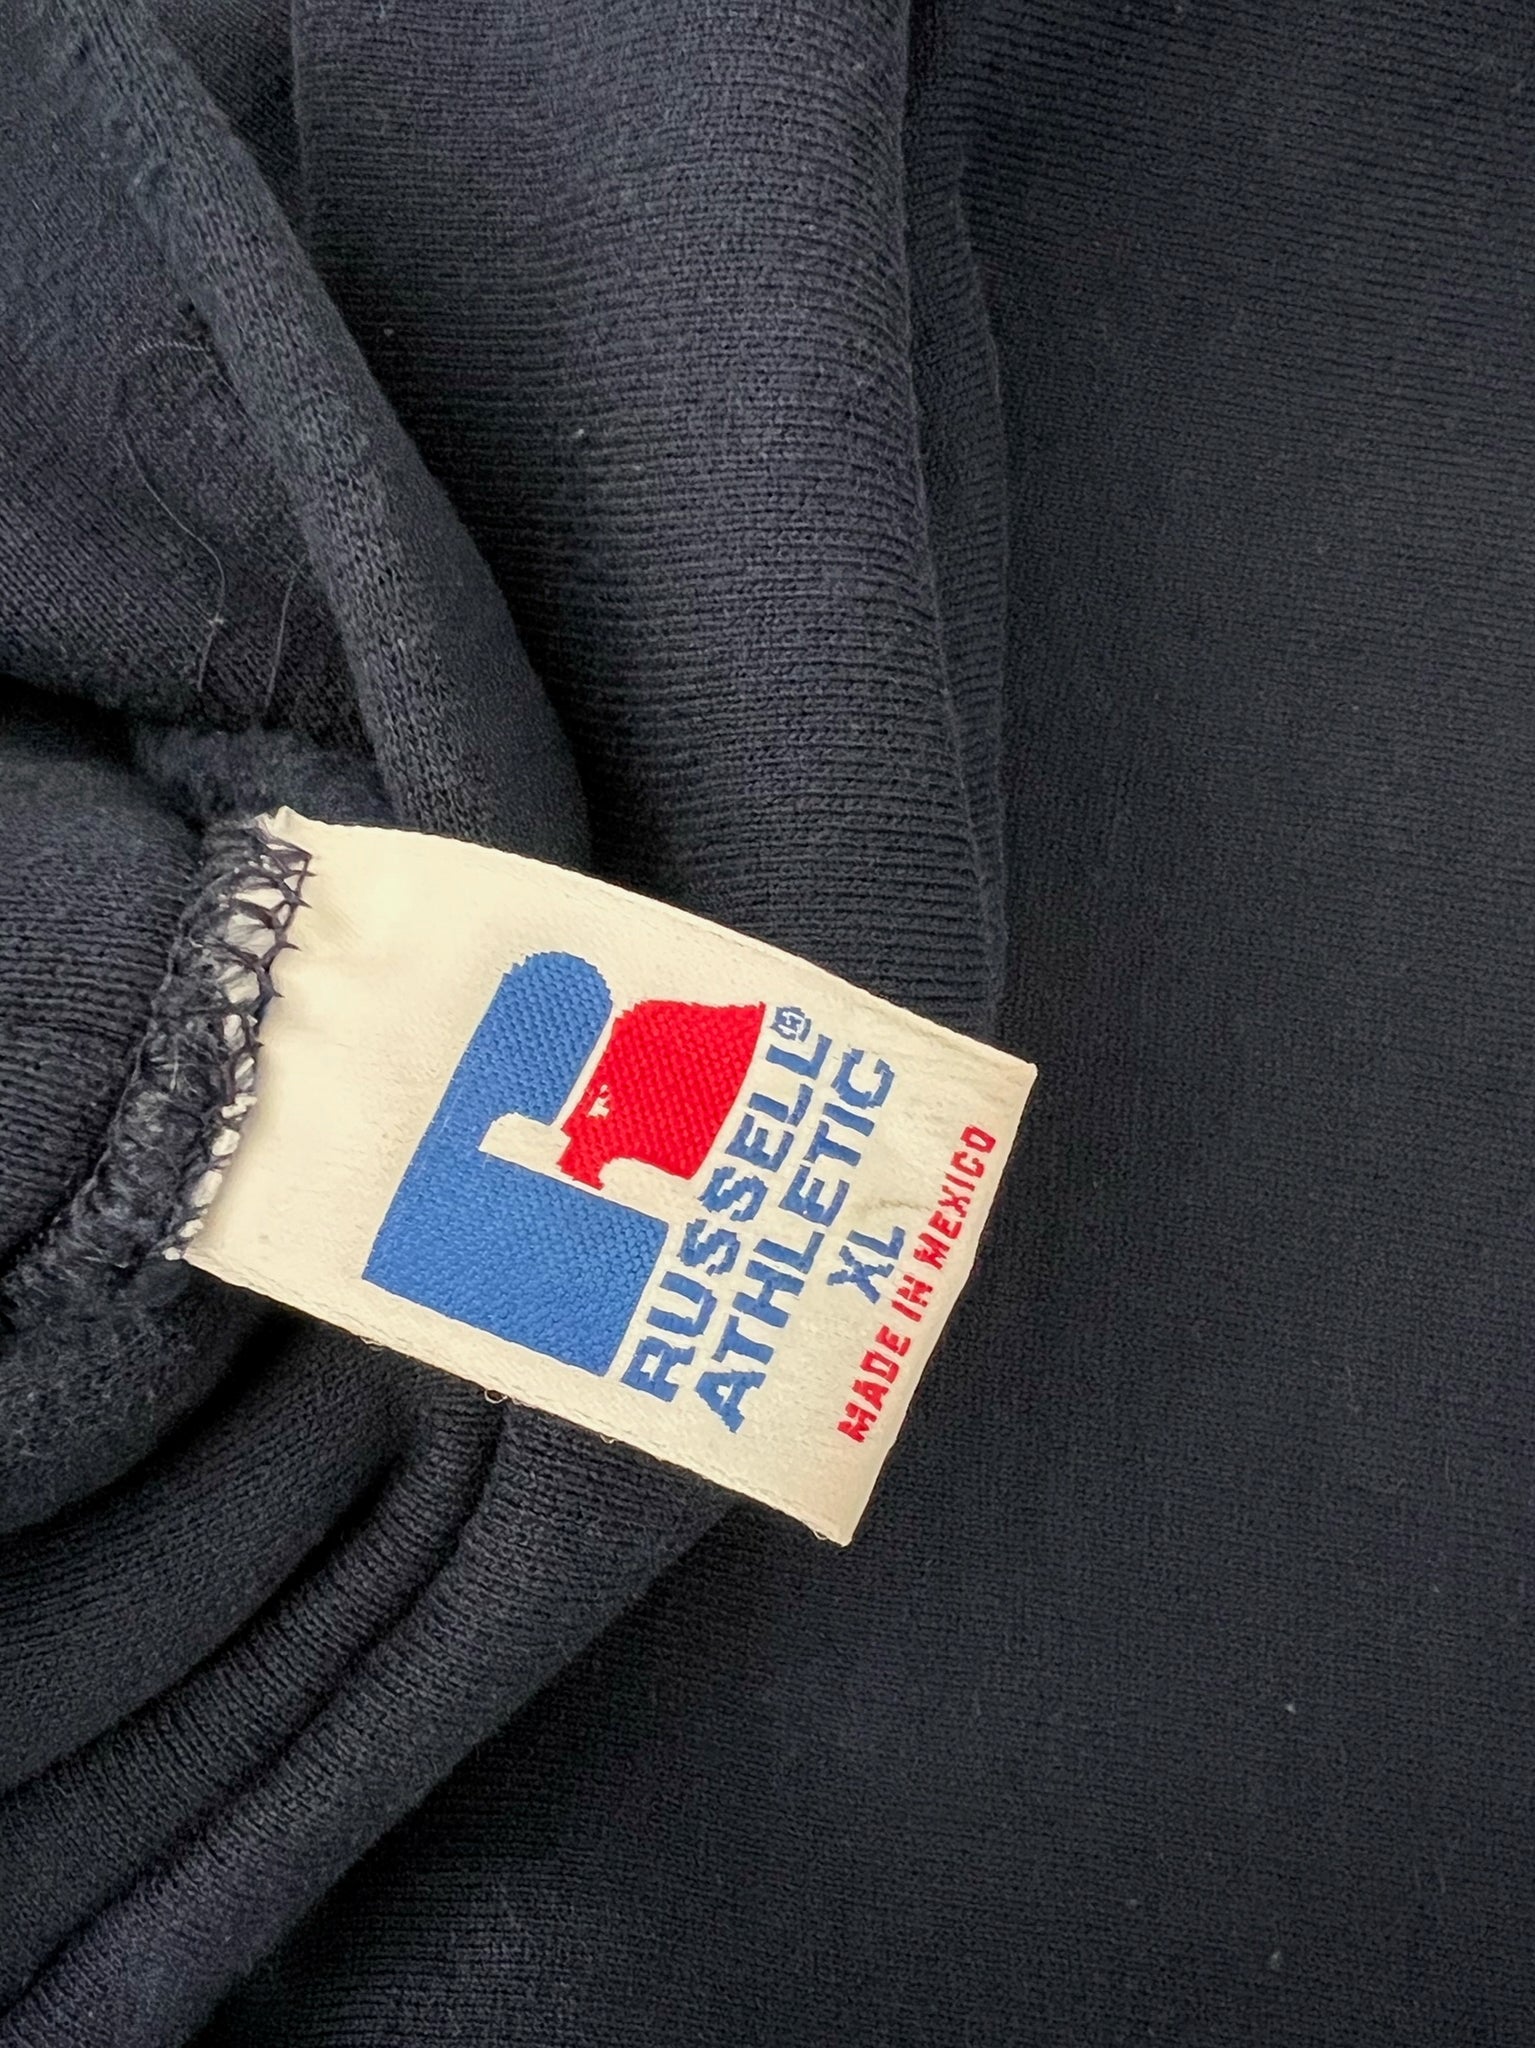 RUSSELL®
ATHLETIC
XL
MADE IN MEXICO